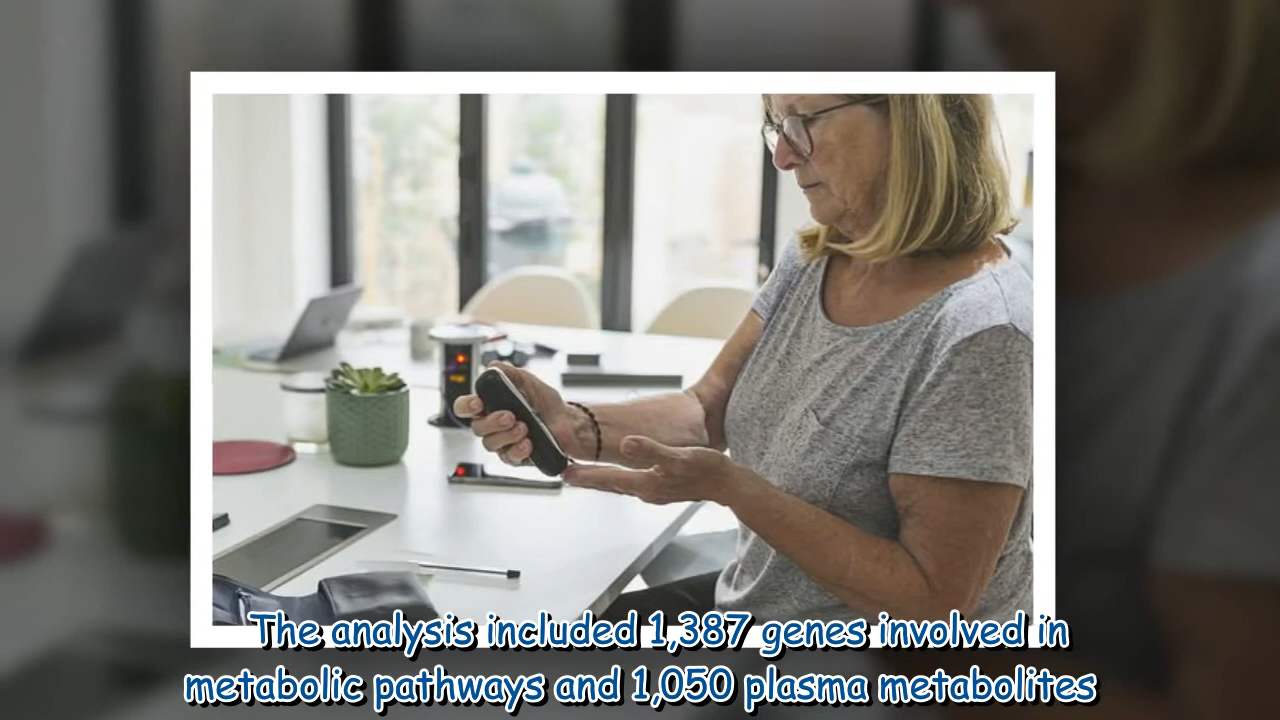 The analysis included 1,387 genes involved in
metabolic pathways and 1,050 plasma metabolites